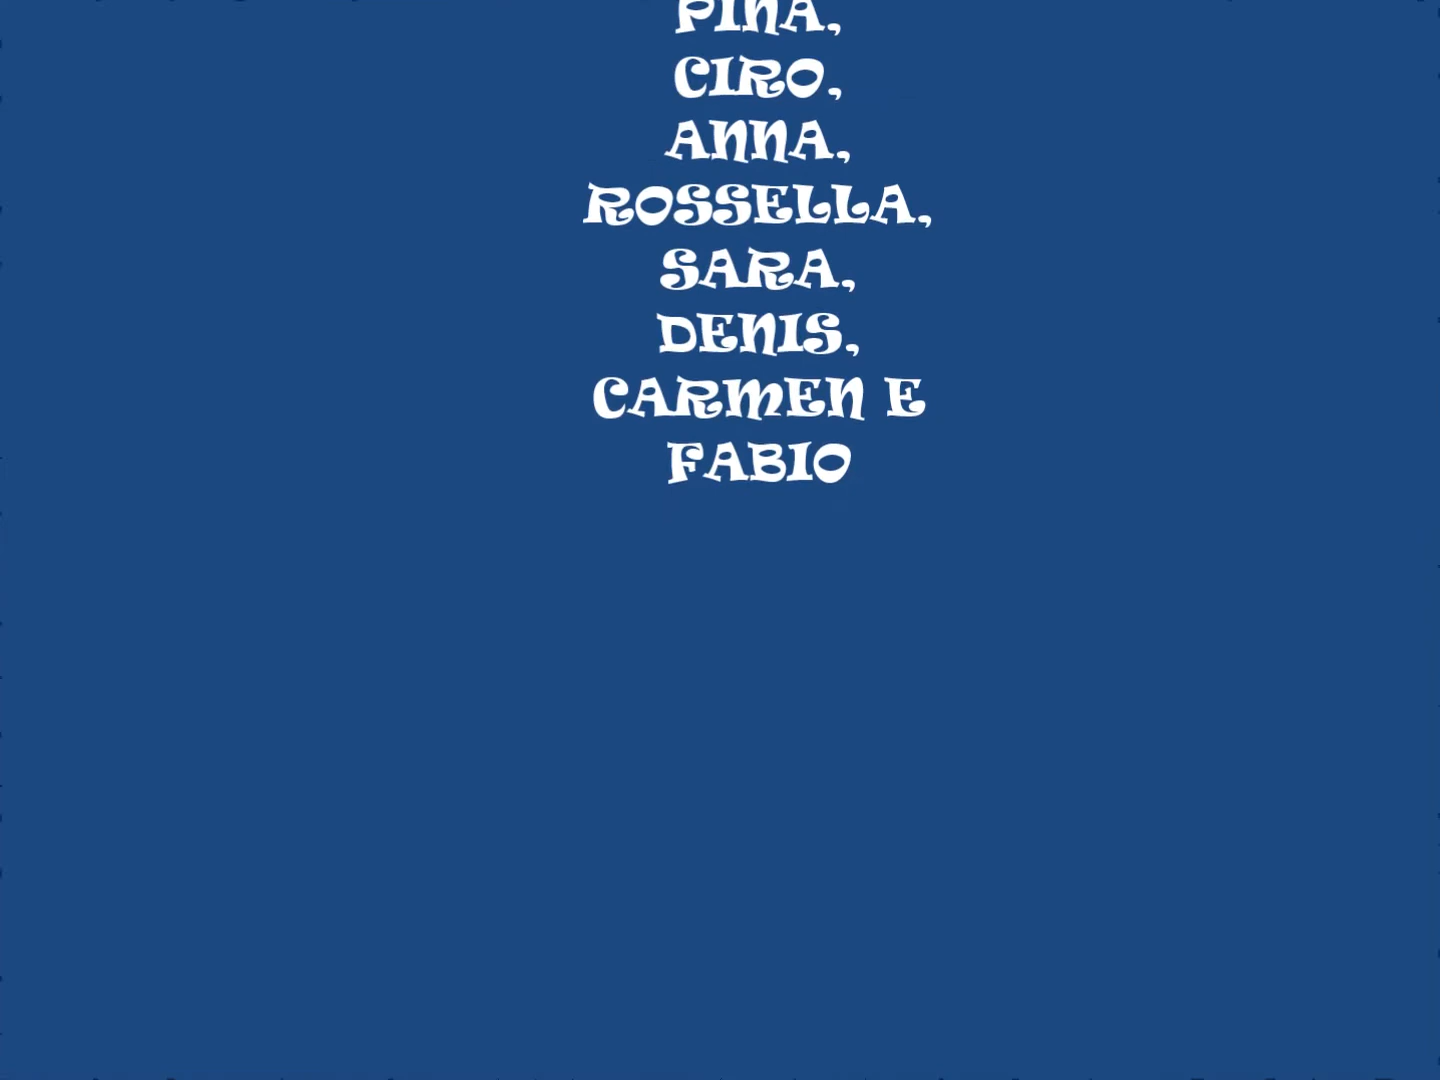 PINA,
CIRO,
ANNA,
ROSSELLA,
SARA,
DENIS,
CARMEN E
FABIO